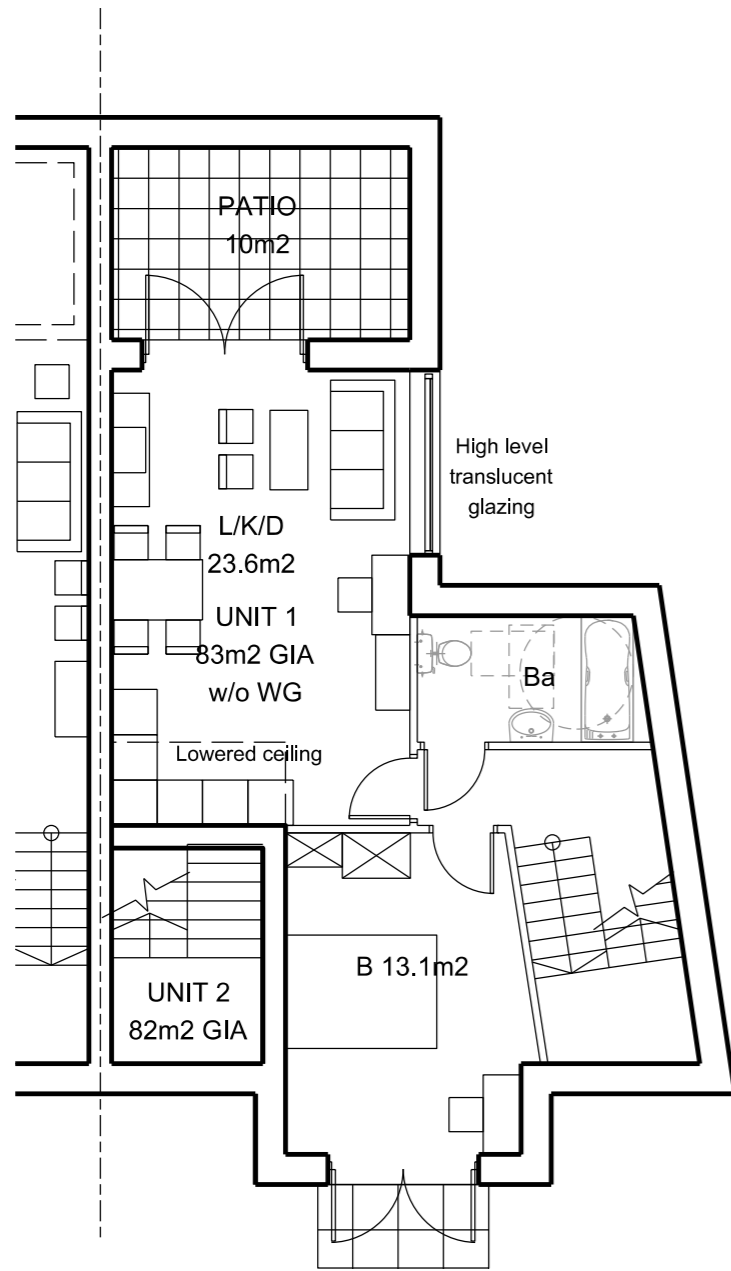 PATIO
10m2
High level
translucent
glazing
L/K/D
23.6m2
UNIT 1
83m2 GIA
w/o WG
Ba
Lowered ceiling
B 13.1m2
UNIT 2
82m2 GIA